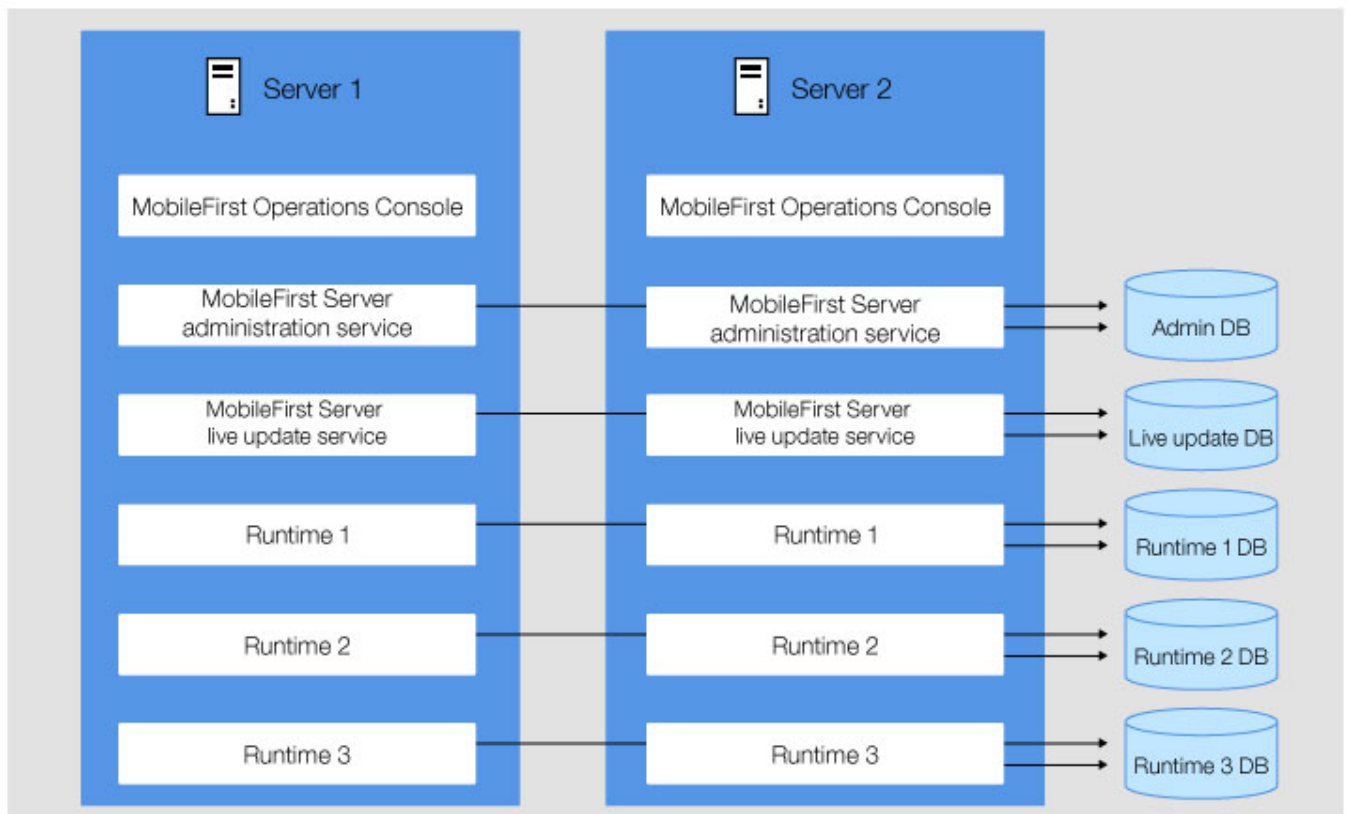 Server 1
MobileFirst Operations Console
MobileFirst Server
administration service
MobileFirst Server
live update service
Runtime 1
Runtime 2
Runtime 3
Server 2
MobileFirst Operations Console
MobileFirst Server
administration service
MobileFirst Server
live update service
Runtime 1
Runtime 2
Runtime 3
Admin DB
Live update DB
Runtime 1 DB
Runtime 2 DB
Runtime 3 DB